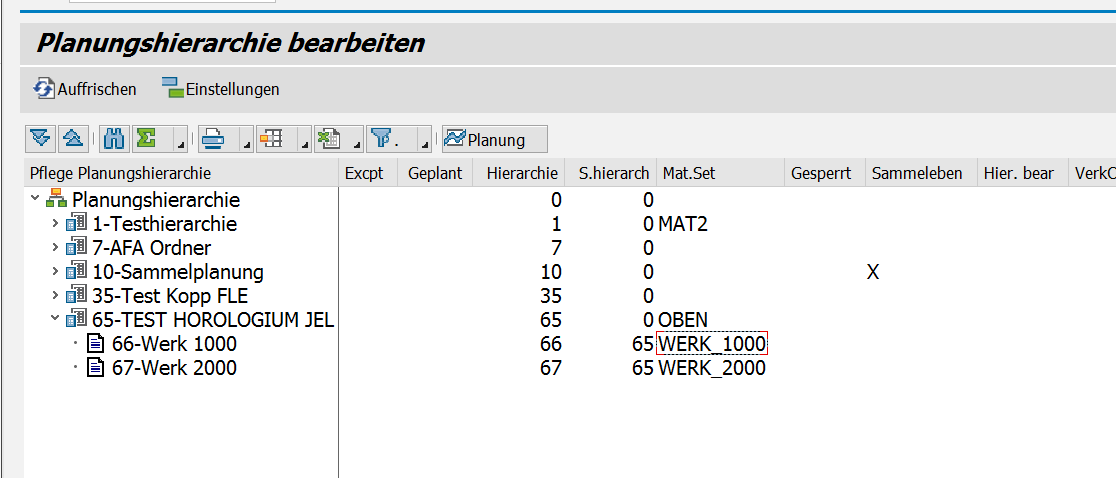 Planungshierarchie bearbeiten
Auffrischen Einstellungen
Planung
Pflege Planungshierarchie Excpt Geplant Hierarchie S.hierarch Mat.Set Gesperrt Sammeleben Hier. bear VerkO
Planungshierarchie 0 0
1-Testhierarchie 1 0 MAT2
7-AFA Ordner 7 0
10-Sammelplanung 10 0 X
35-Test Kopp FLE 35 0
65-TEST HOROLOGIUM JEL 65 0 OBEN
66-Werk 1000 66 65 WERK_1000
67-Werk 2000 67 65 WERK_2000